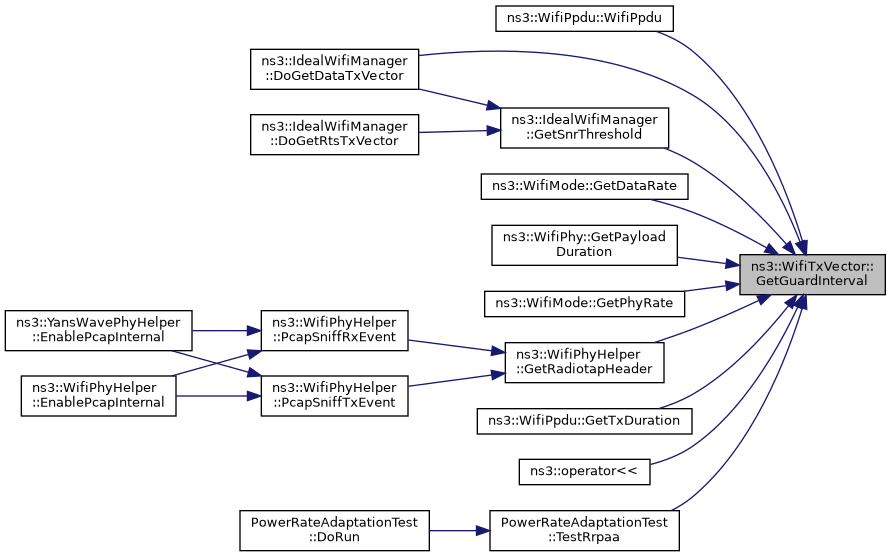 ns3::WifiPpdu::WifiPpdu
ns3::IdealWifiManager
::DoGetDataTxVector
ns3::IdealWifiManager
::GetSnrThreshold
ns3::IdealWifiManager
::DoGetRtsTxVector
ns3::WifiMode::GetDataRate
ns3::WifiPhy::GetPayload
Duration
ns3::WifiTxVector::
GetGuardInterval
ns3::WifiMode::GetPhyRate
ns3::YansWavePhyHelper
::EnablePcapInternal
ns3::WifiPhyHelper
::PcapSniffRxEvent
ns3::WifiPhyHelper
::GetRadiotapHeader
ns3::WifiPhyHelper
::EnablePcapInternal
ns3::WifiPhyHelper
::PcapSniffTxEvent
ns3::WifiPpdu::GetTxDuration
ns3::operator<<
PowerRateAdaptationTest
::DoRun
PowerRateAdaptationTest
::TestRrpaa